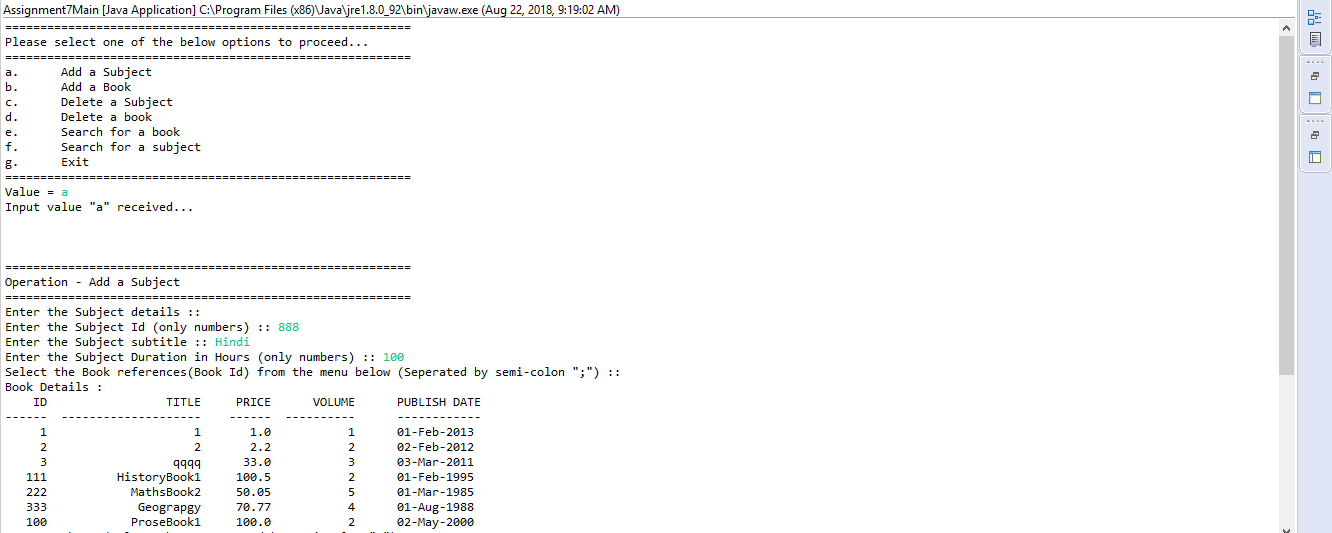 Assignment7Main [Java Application] C:\Program Files (x86)\Java\jre1.8.0_92\bin\javaw.exe (Aug 22, 2018, 9:19:02 AM)
==========================================================
Please select one of the below options to proceed...
==========================================================
a.      Add a Subject
b.      Add a Book
c.      Delete a Subject
d.      Delete a book
e.      Search for a book
f.      Search for a subject
g.      Exit
==========================================================
Value = a
Input value "a" received...
==========================================================
Operation - Add a Subject
==========================================================
Enter the Subject details ::
Enter the Subject Id (only numbers) :: 888
Enter the Subject subtitle :: Hindi
Enter the Subject Duration in Hours (only numbers) :: 100
Select the Book references(Book Id) from the menu below (Seperated by semi-colon ";") ::
Book Details :
    ID                 TITLE     PRICE      VOLUME      PUBLISH DATE
------  --------------------    ------  ----------      ------------
     1                     1       1.0           1      01-Feb-2013
     2                     2       2.2           2      02-Feb-2012
     3                  qqqq      33.0           3      03-Mar-2011
   111          HistoryBook1     100.5           2      01-Feb-1995
   222            MathsBook2     50.05           5      01-Mar-1985
   333             Geograpgy     70.77           4      01-Aug-1988
   100            ProseBook1     100.0           2      02-May-2000